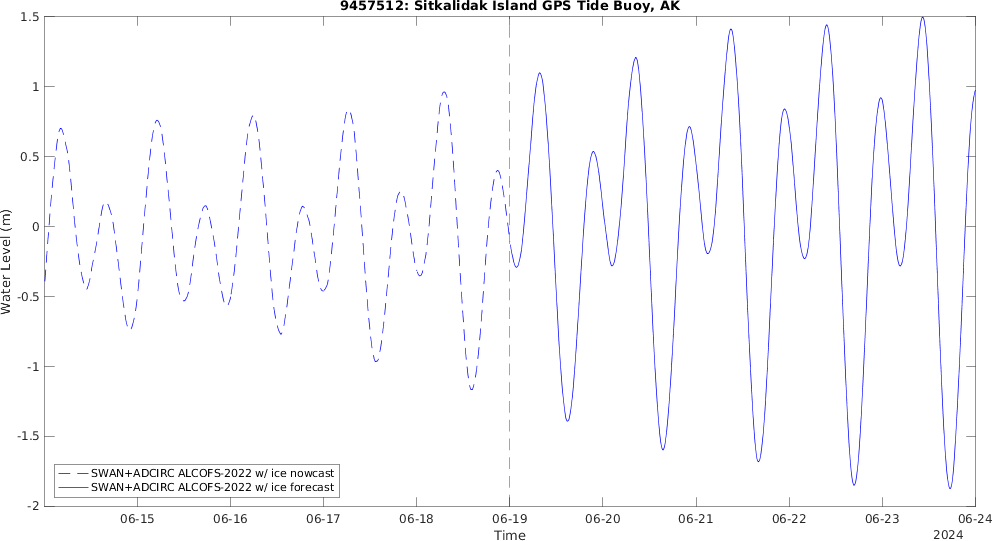 9457512: Sitkalidak Island GPS Tide Buoy, AK
1.5
1
0.5
0
-0.5
-1
-1.5
-2
Water Level (m)
SWAN+ADCIRC ALCOFS-2022 w/ ice nowcast
SWAN+ADCIRC ALCOFS-2022 w/ ice forecast
06-15 06-16 06-17 06-18 06-19 06-20 06-21 06-22 06-23 06-24
Time
2024